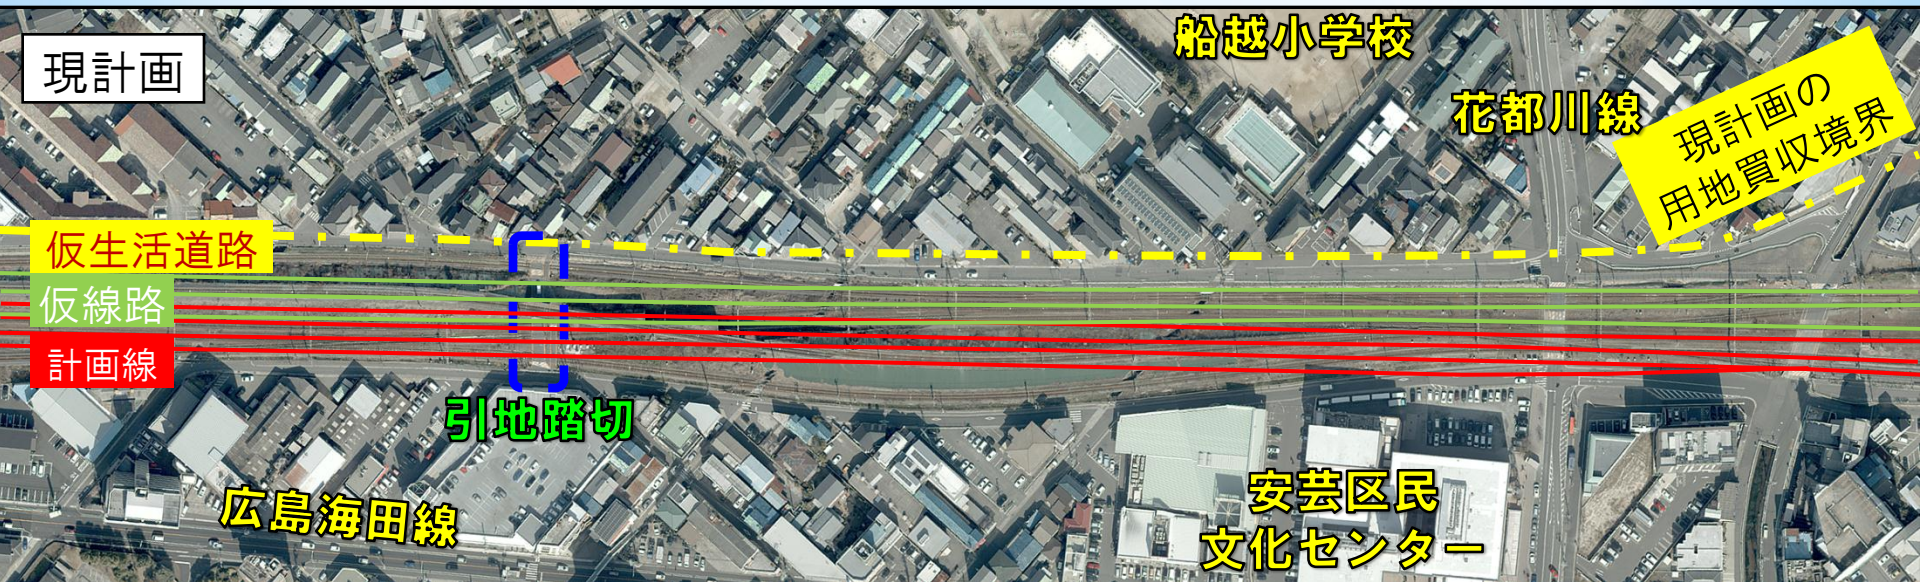 現計画
船越小学校
花都川線
現計画の
用地買収境界
仮生活道路
仮線路
計画線
引地踏切
広島海田線
安芸区民
文化センター